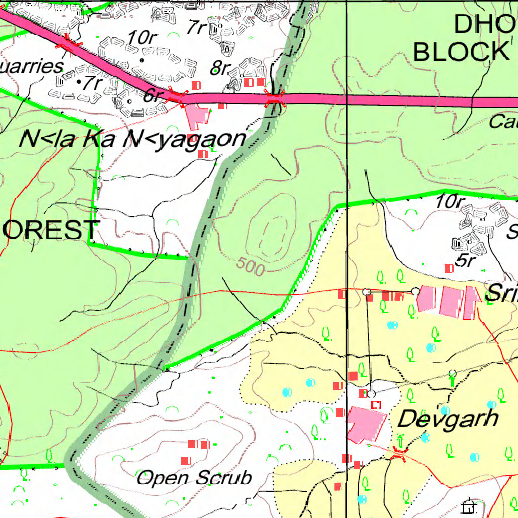 DHO
BLOCK
10r
7r
uarries
7r
8r
6r
N<la Ka N<yagaon
Ca
OREST
10r
S
5r
500
Sri
Devgarh
Open Scrub